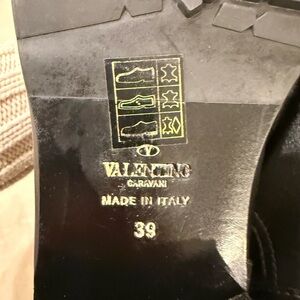 VALENTINO
GARAVANI
MADE IN ITALY
39